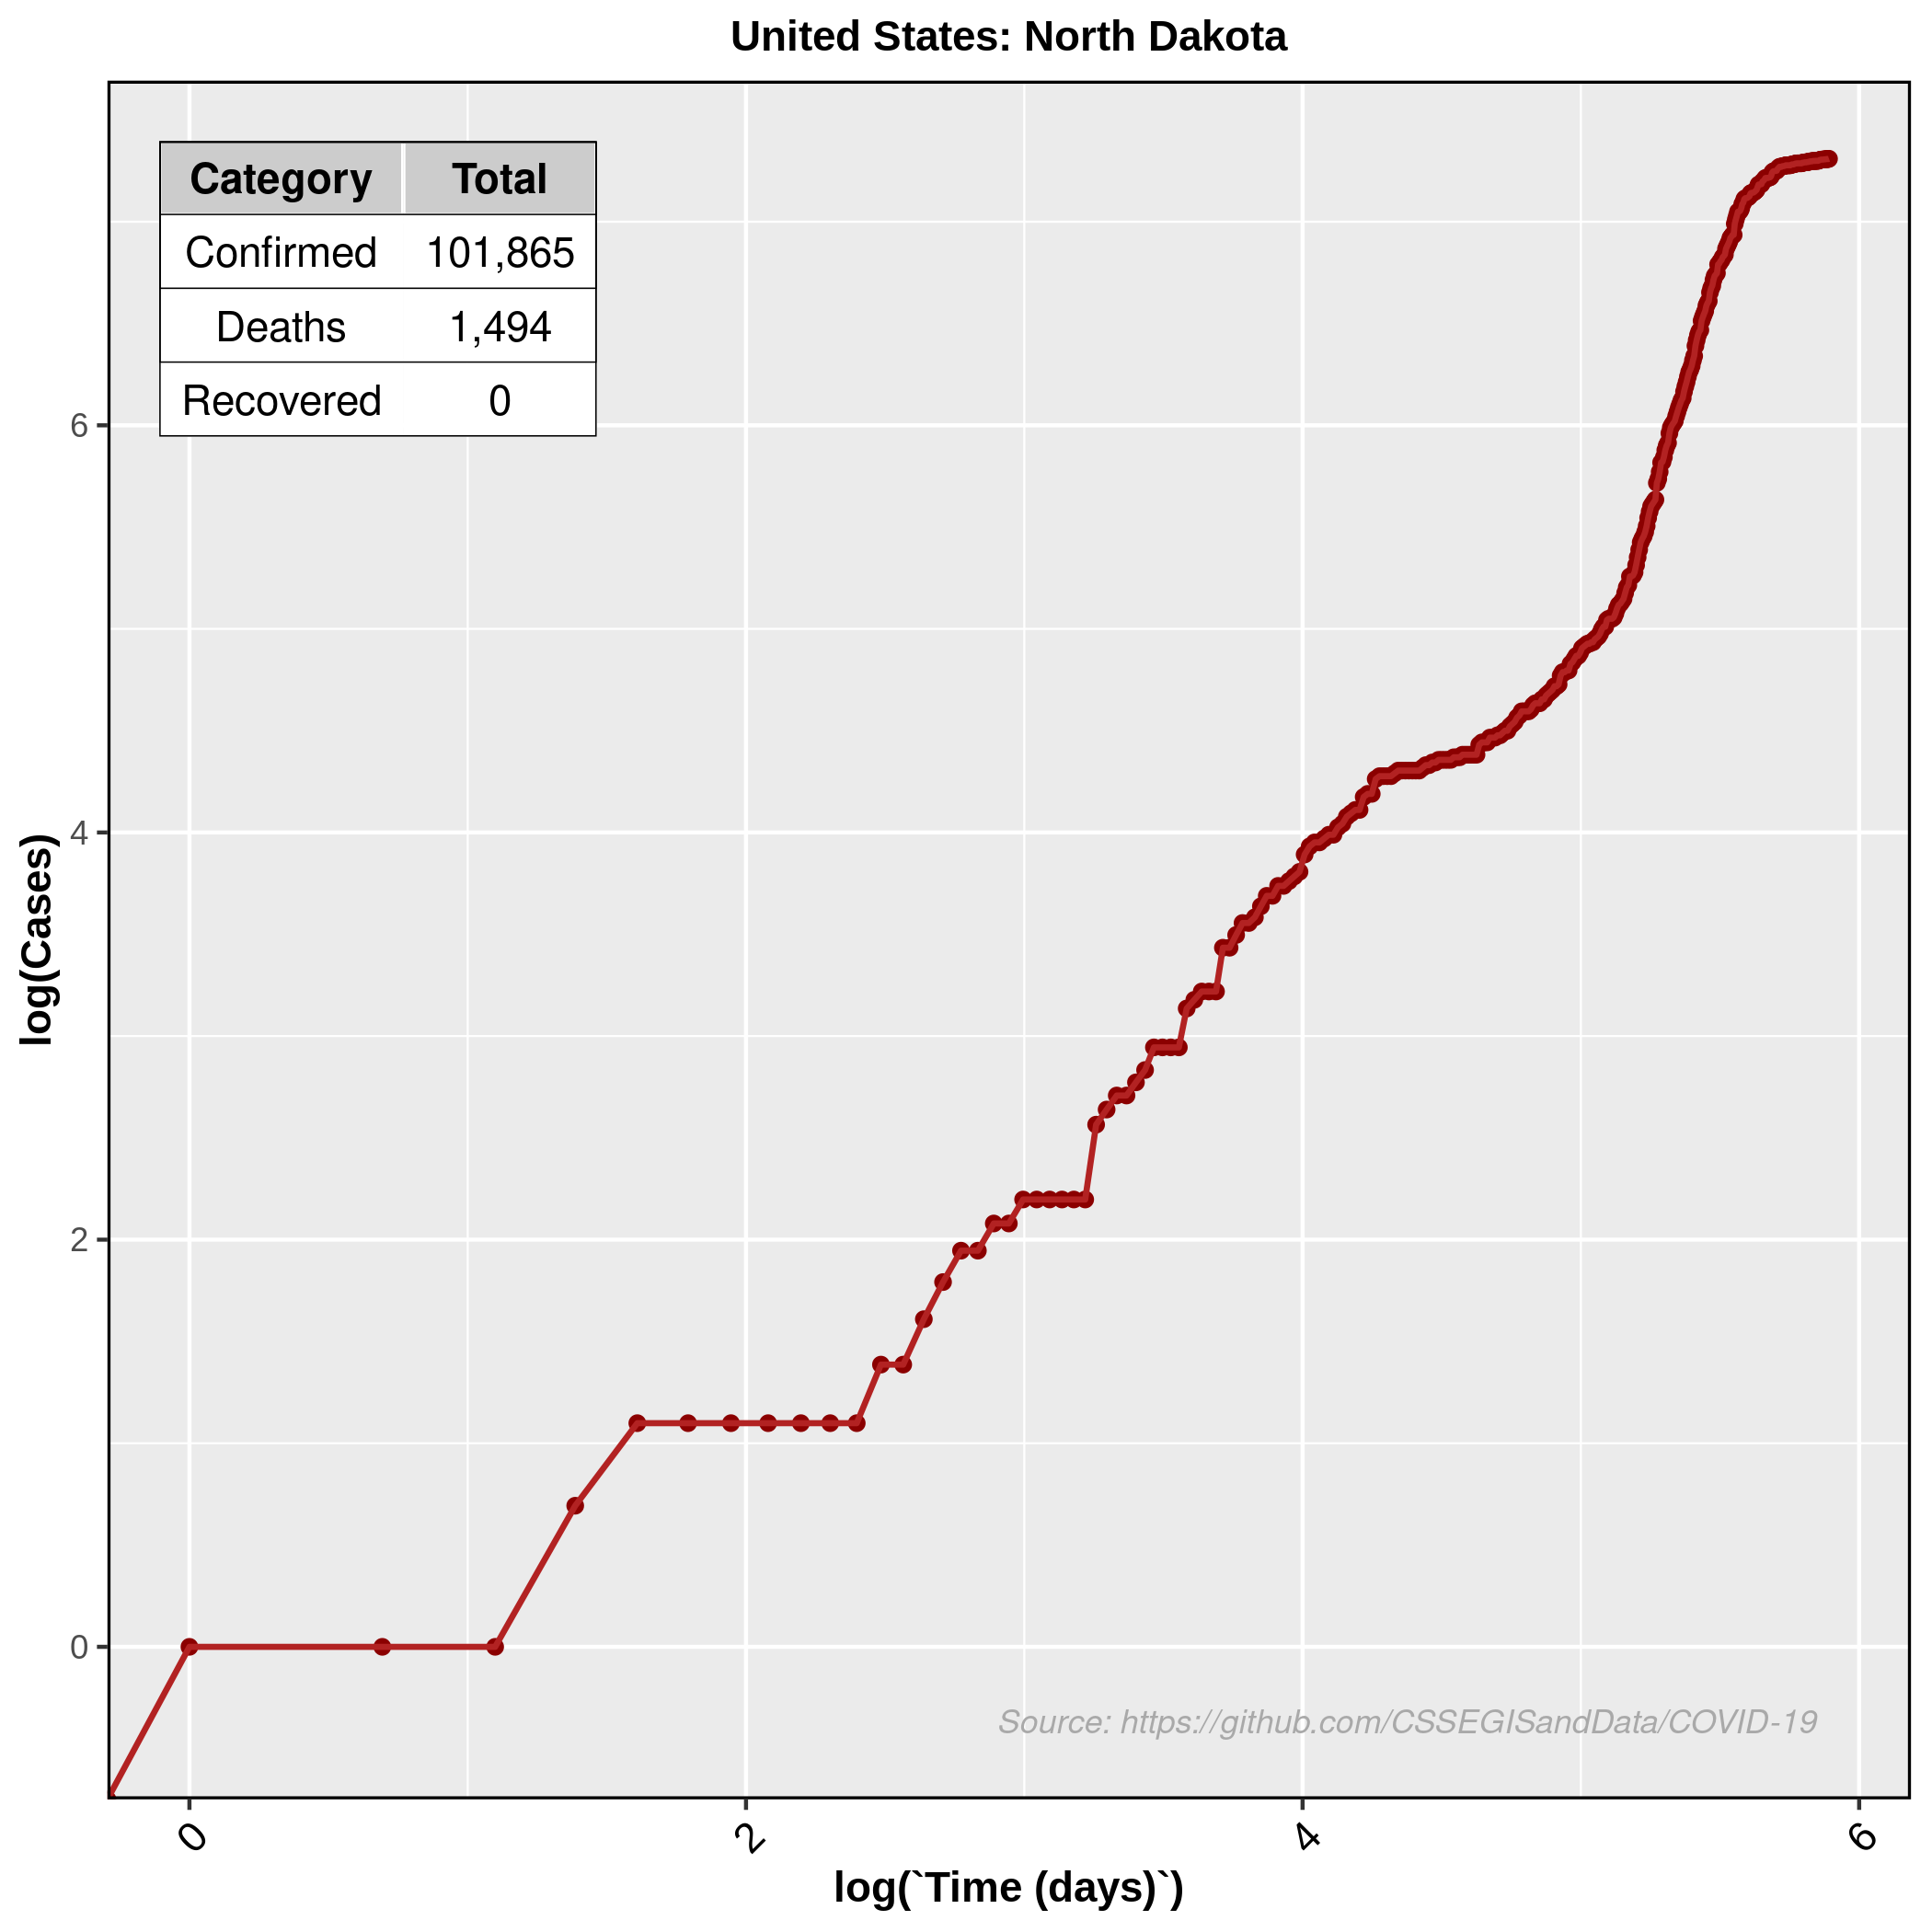 United States: North Dakota
Category Total
Confirmed 101,865
Deaths 1,494
Recovered 0
6
4
2
0
log(Cases)
Source: https://github.com/CSSEGISandData/COVID-19
0 2 4 6
log(`Time (days)`)